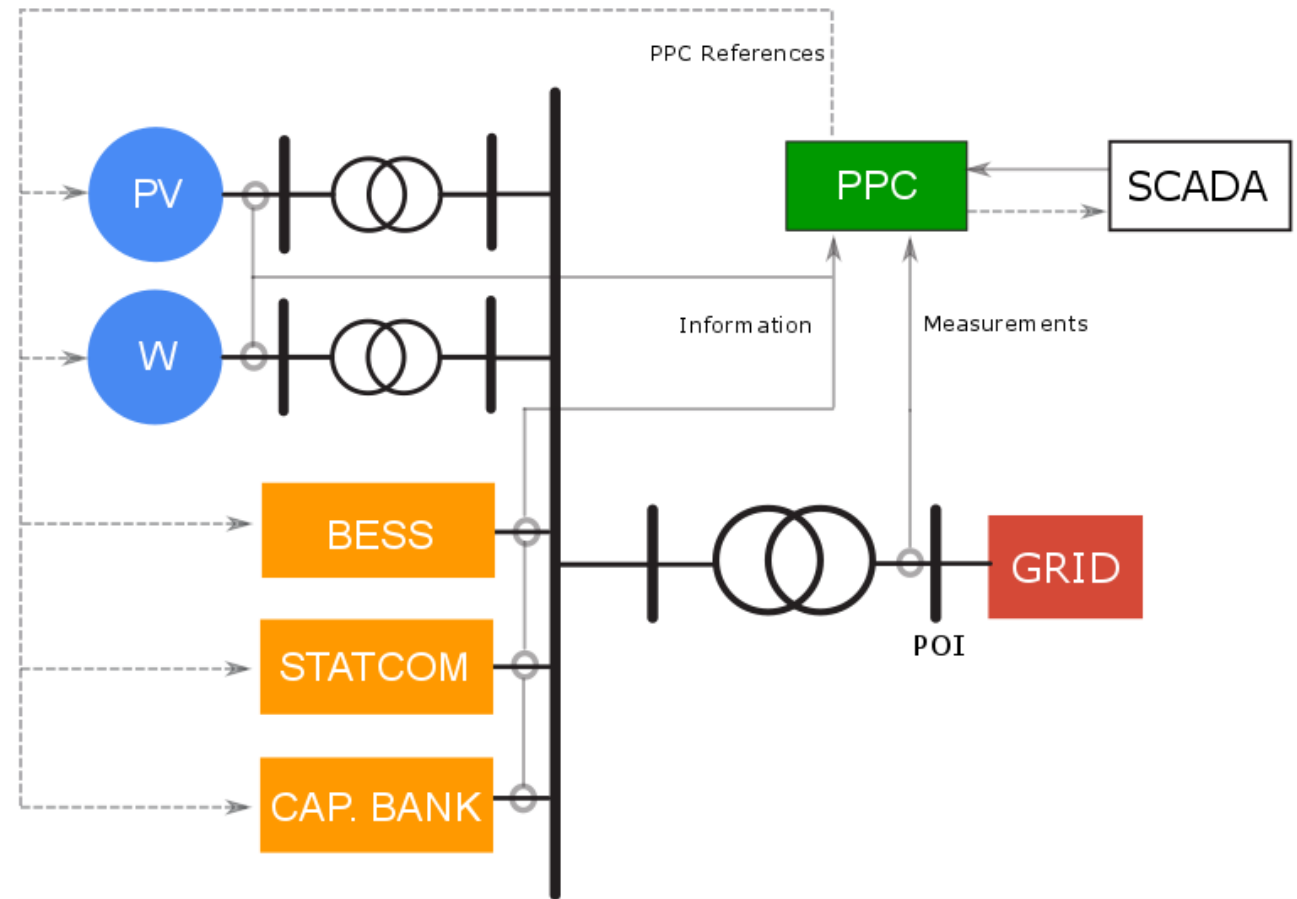 PPC References
PV
PPC
SCADA
W
Information
Measurements
BESS
GRID
POI
STATCOM
CAP. BANK